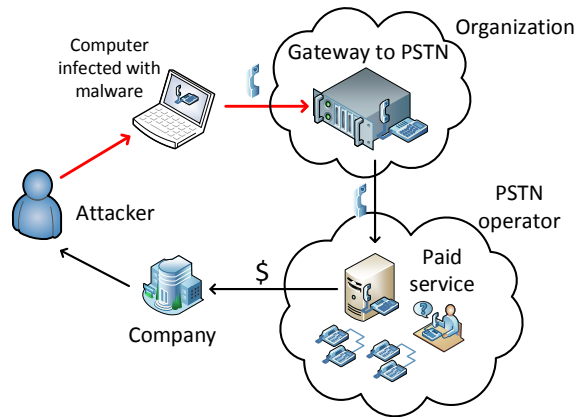 Computer
infected with
malware
Gateway to PSTN
Organization
Attacker
PSTN
operator
Paid
service
?
$
Company